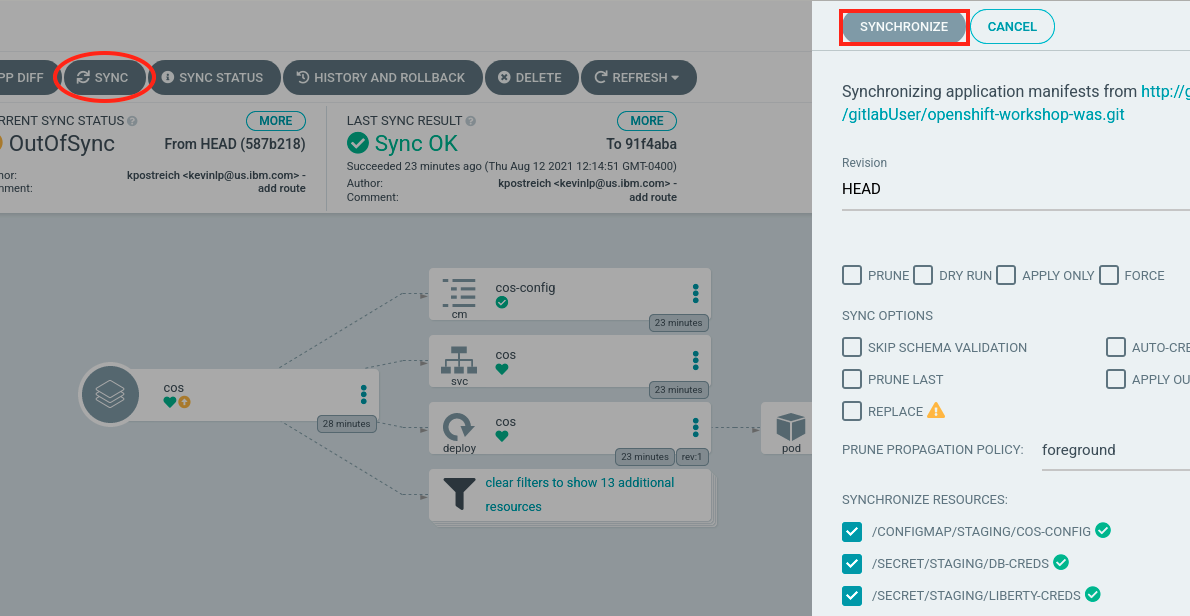 SYNCHRONIZE CANCEL
PP DIFF SYNC SYNC STATUS HISTORY AND ROLLBACK DELETE REFRESH
RRENT SYNC STATUS MORE
OutOfSync From HEAD (587b218)
hor: kpostreich <kevinlp@us.ibm.com> -
mment: add route
LAST SYNC RESULT MORE
Sync OK To 91f4aba
Succeeded 23 minutes ago (Thu Aug 12 2021 12:14:51 GMT-0400)
Author: kpostreich <kevinlp@us.ibm.com> -
Comment: add route
cos
28 minutes
cos-config
cm
23 minutes
cos
svc
23 minutes
cos
deploy
23 minutes rev:1
pod
clear filters to show 13 additional
resources
Synchronizing application manifests from http://g
/gitlabUser/openshift-workshop-was.git
Revision
HEAD
PRUNE DRY RUN APPLY ONLY FORCE
SYNC OPTIONS
SKIP SCHEMA VALIDATION AUTO-CRE
PRUNE LAST APPLY OU
REPLACE
PRUNE PROPAGATION POLICY: foreground
SYNCHRONIZE RESOURCES:
/CONFIGMAP/STAGING/COS-CONFIG
/SECRET/STAGING/DB-CREDS
/SECRET/STAGING/LIBERTY-CREDS